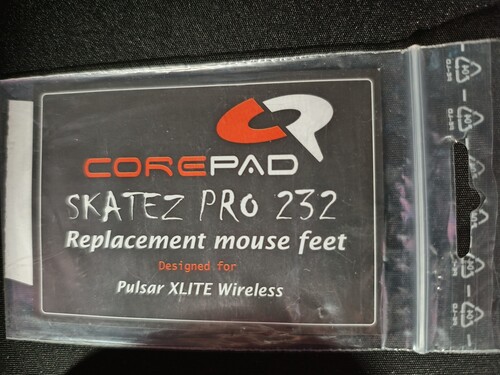 COREPAD
SKATEZ PRO 232
Replacement mouse feet
Designed for
Pulsar XLITE Wireless